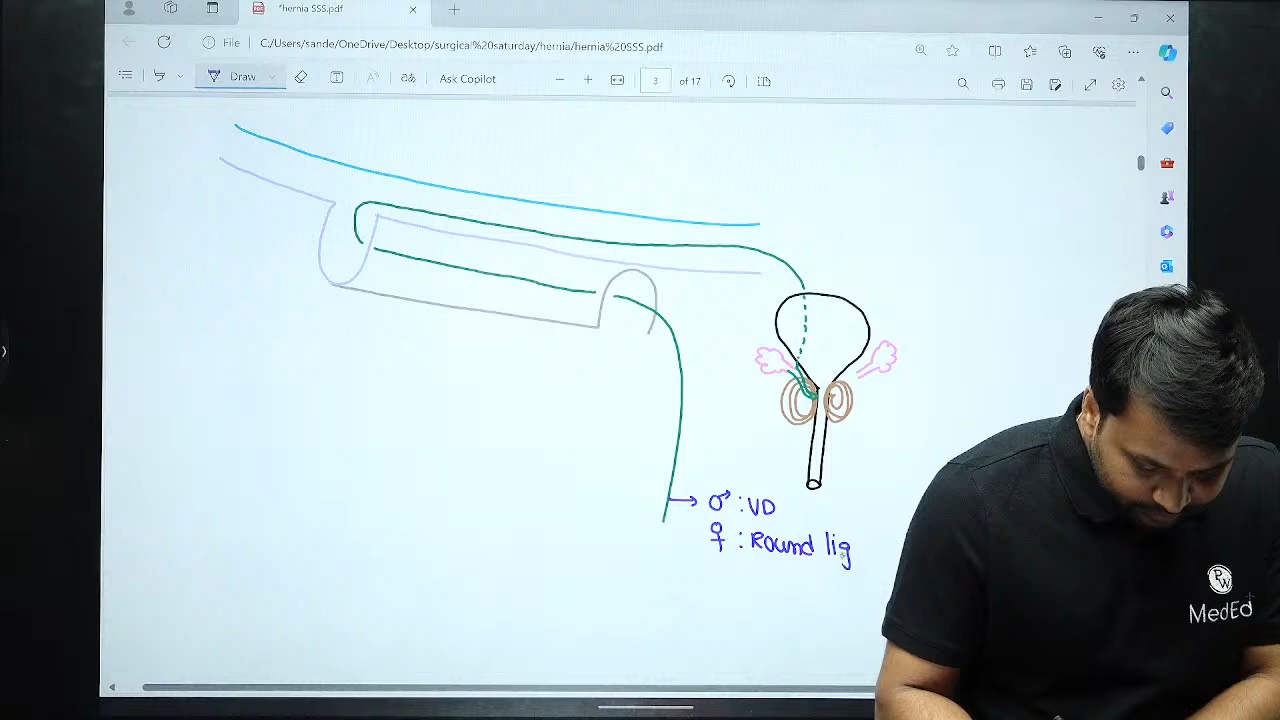 *hernia SSS.pdf
File C:/Users/sande/OneDrive/Desktop/surgical%20saturday/hernia/hernia%20SSS.pdf
Draw Ask Copilot 3 of 17
♂ : VD
♀ : Round lig
PW
MedEd